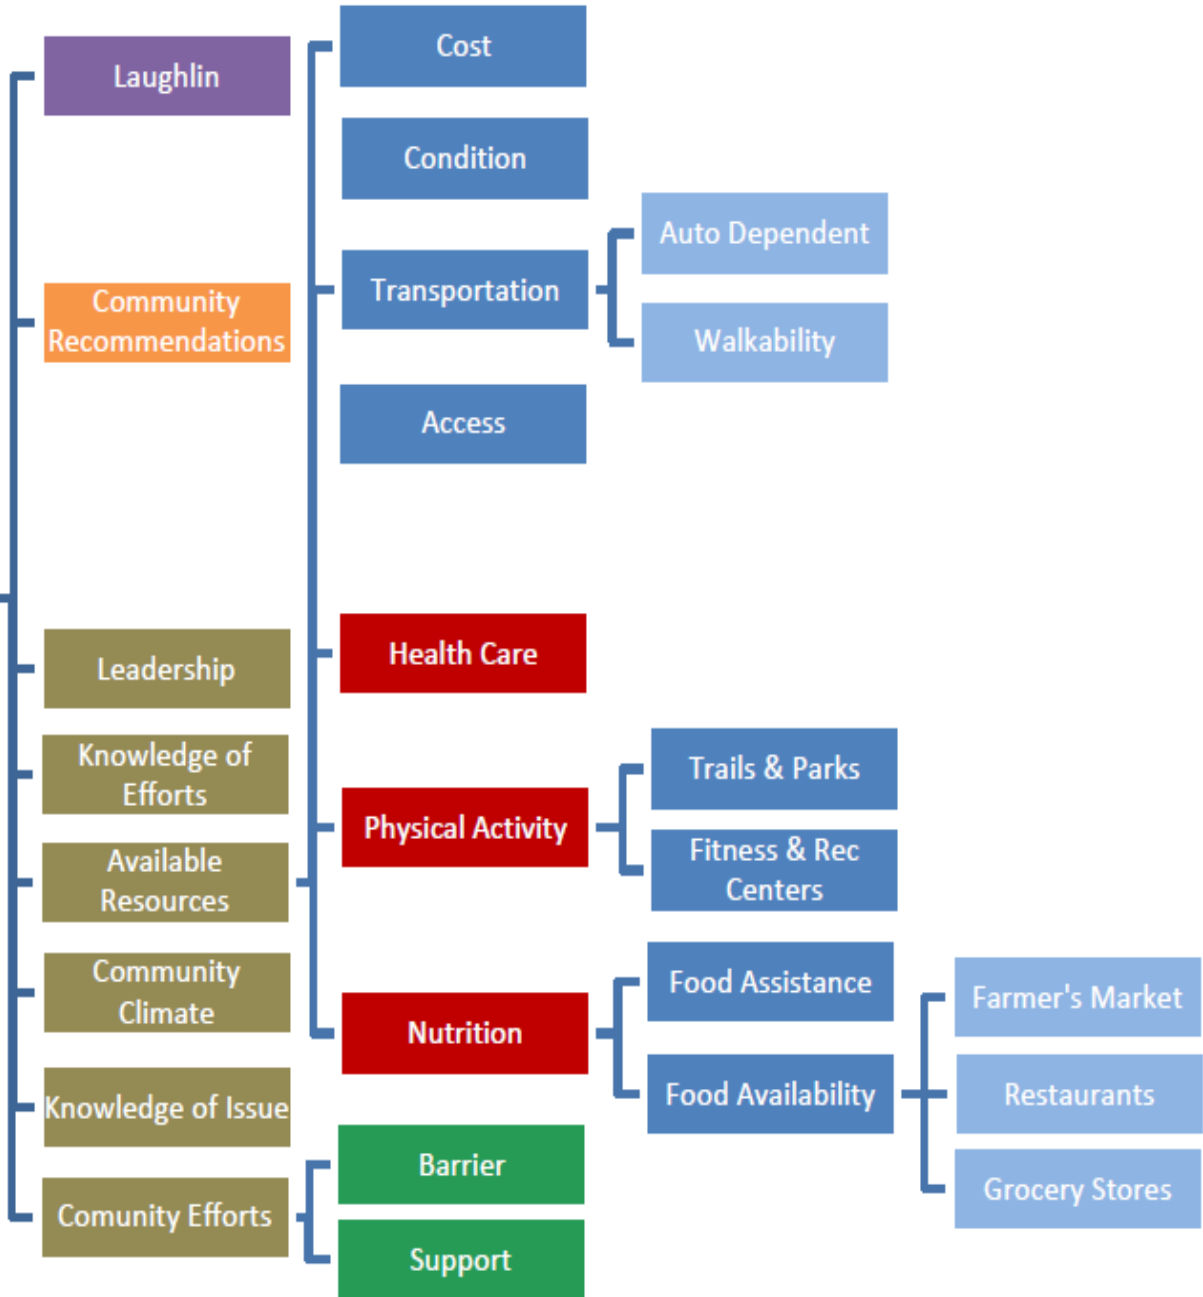 Laughlin
Community
Recommendations
Leadership
Knowledge of
Efforts
Available
Resources
Community
Climate
Knowledge of Issue
Comunity Efforts
Cost
Condition
Transportation
Access
Health Care
Physical Activity
Nutrition
Barrier
Support
Auto Dependent
Walkability
Trails & Parks
Fitness & Rec
Centers
Food Assistance
Food Availability
Farmer's Market
Restaurants
Grocery Stores